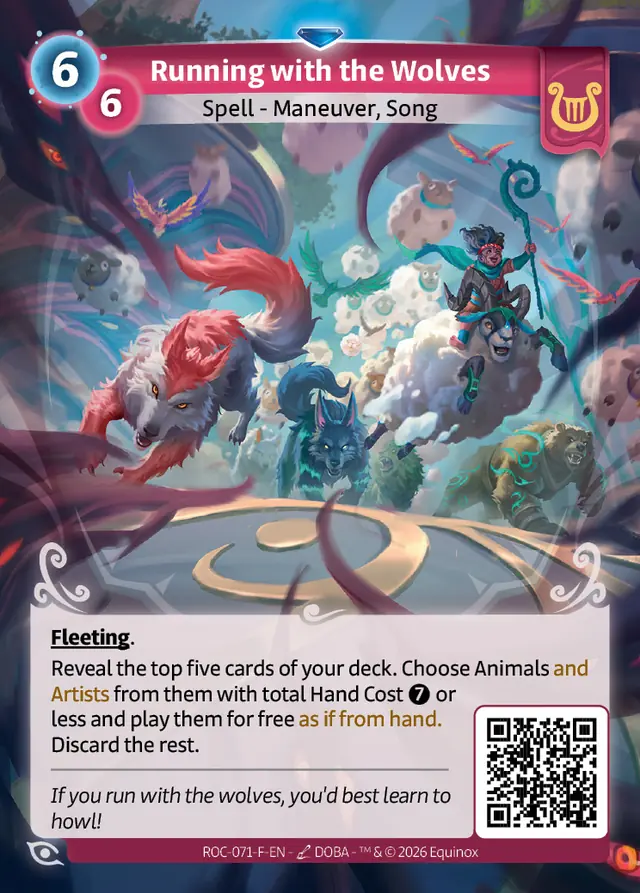 6
6
Running with the Wolves
Spell - Maneuver, Song
Fleeting.
Reveal the top five cards of your deck. Choose Animals and
Artists from them with total Hand Cost 7 or
less and play them for free as if from hand.
Discard the rest.
If you run with the wolves, you'd best learn to
howl!
ROC-071-F-EN - DOBA - ™ & © 2026 Equinox